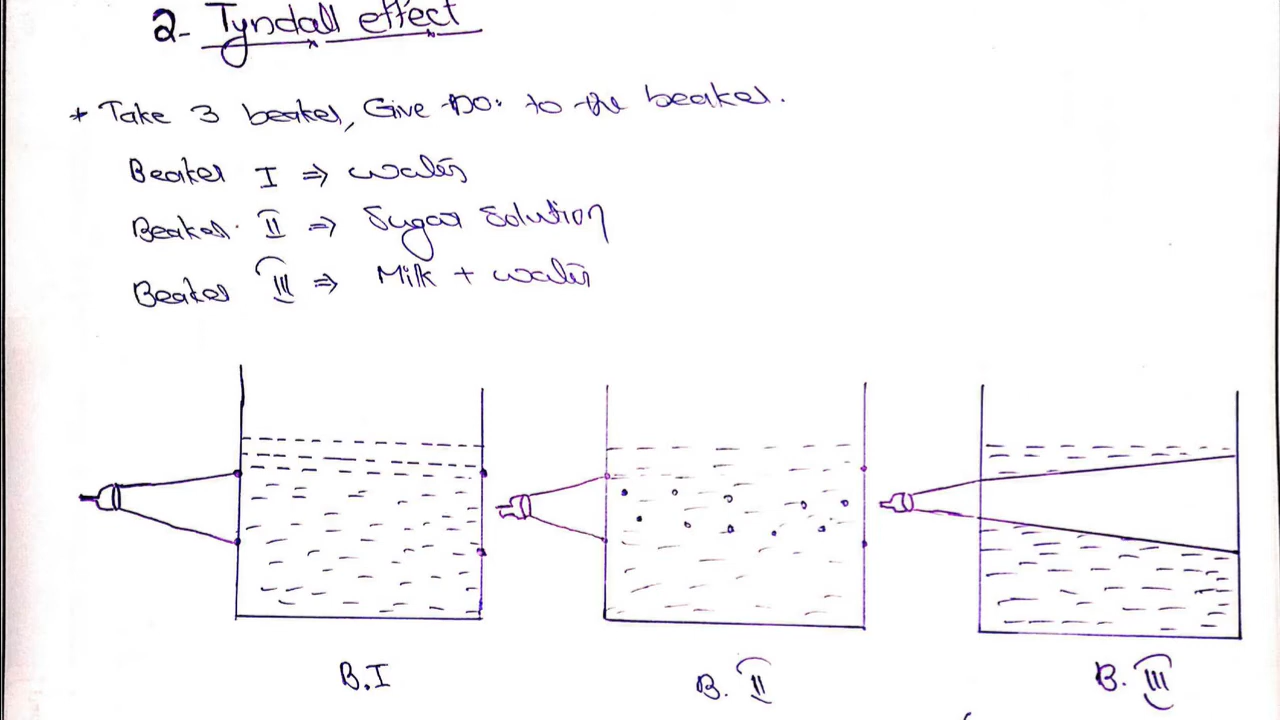 2- Tyndall effect
* Take 3 beaker, Give no: to the beaker.
Beaker I ⇒ water
Beaker II ⇒ Sugar Solution
Beaker III ⇒ Milk + water
B.I
B. II
B. III